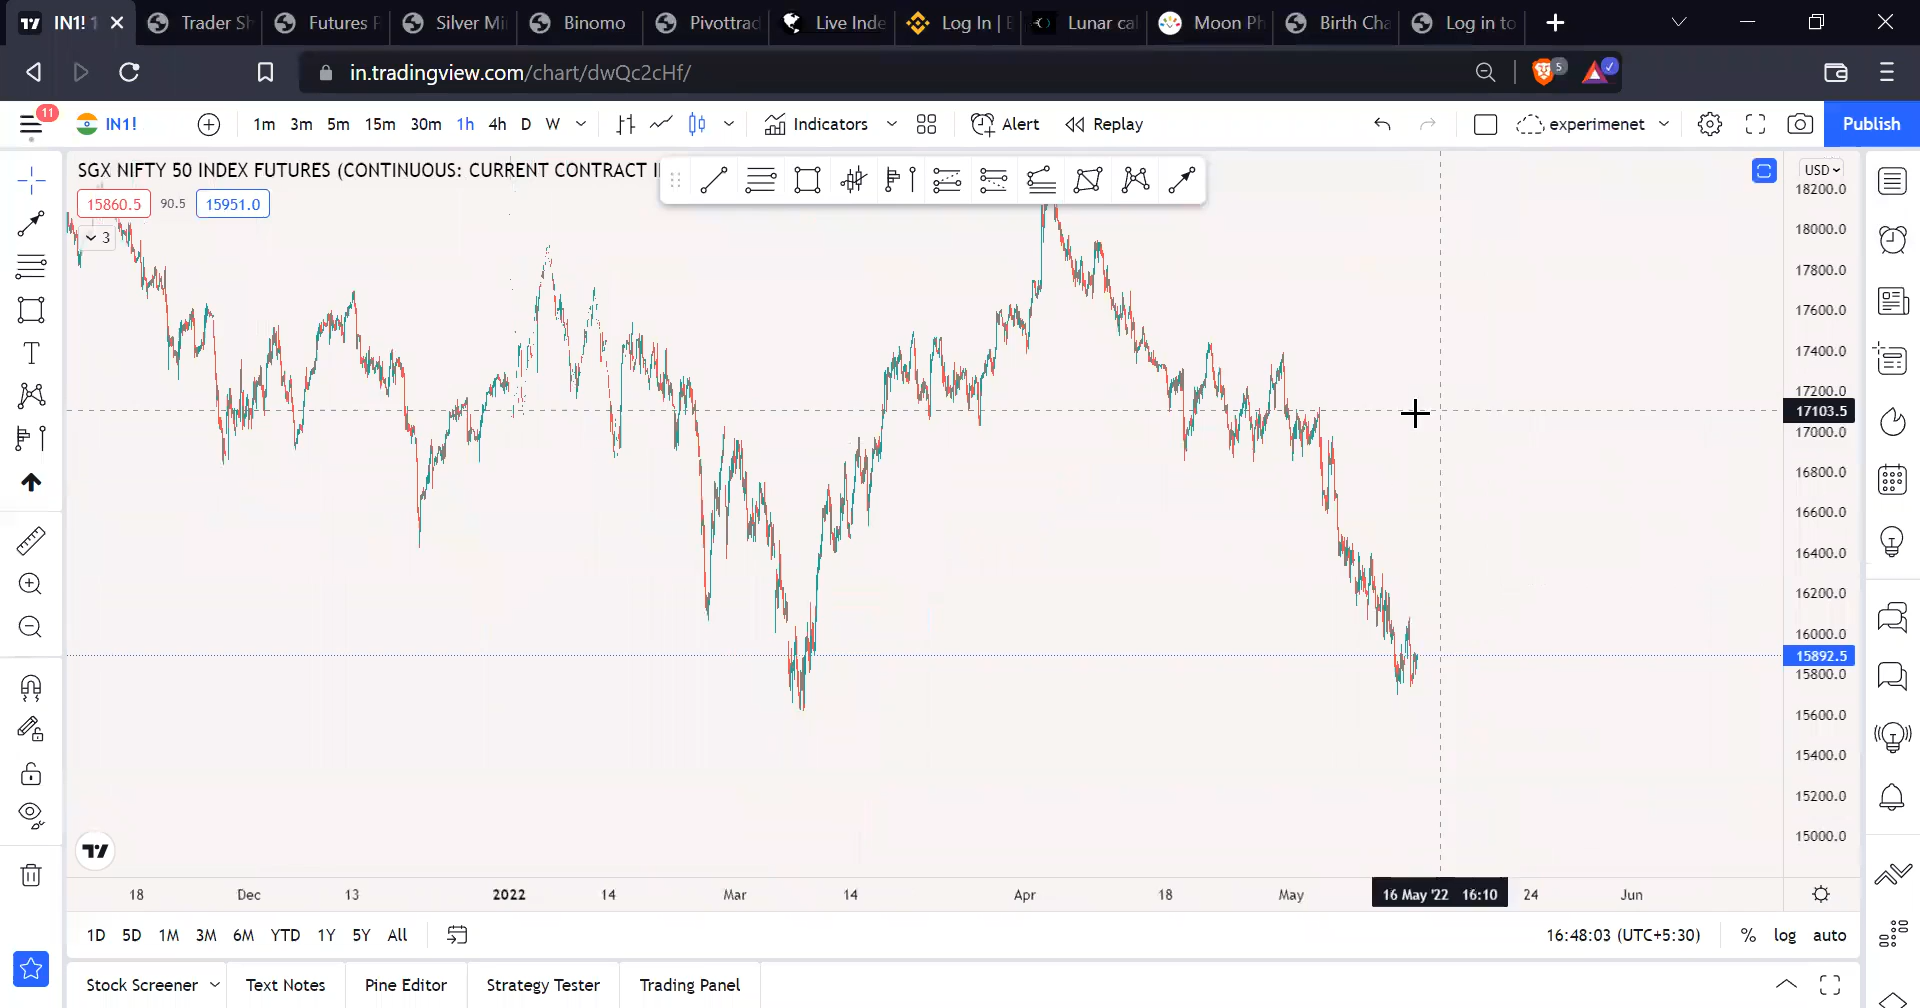 IN1! 1
Trader Sh
Futures P
Silver Mi
Binomo
Pivottrad
Live Inde
Log In | B
Lunar cal
Moon Ph
Birth Cha
Log in to
in.tradingview.com/chart/dwQc2cHf/
5
11
IN1!
1m 3m 5m 15m 30m 1h 4h D W
Indicators
Alert
Replay
experimenet
Publish
SGX NIFTY 50 INDEX FUTURES (CONTINUOUS: CURRENT CONTRACT I
USD
15860.5 90.5 15951.0
3
18200.0
18000.0
17800.0
17600.0
17400.0
17200.0
17103.5
17000.0
16800.0
16600.0
16400.0
16200.0
16000.0
15892.5
15800.0
15600.0
15400.0
15200.0
15000.0
18 Dec 13 2022 14 Mar 14 Apr 18 May 16 May '22 16:10 24 Jun
1D 5D 1M 3M 6M YTD 1Y 5Y All
16:48:03 (UTC+5:30) % log auto
Stock Screener Text Notes Pine Editor Strategy Tester Trading Panel